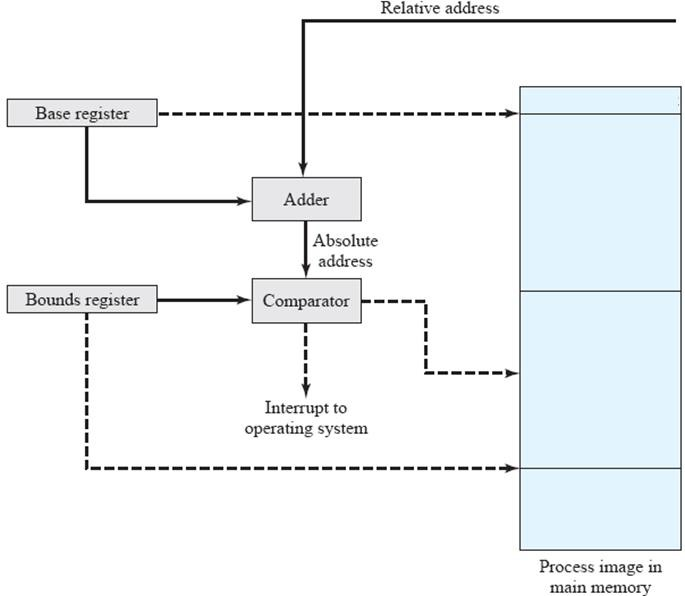 Relative address
Base register
Adder
Absolute
address
Bounds register
Comparator
Interrupt to
operating system
Process image in
main memory